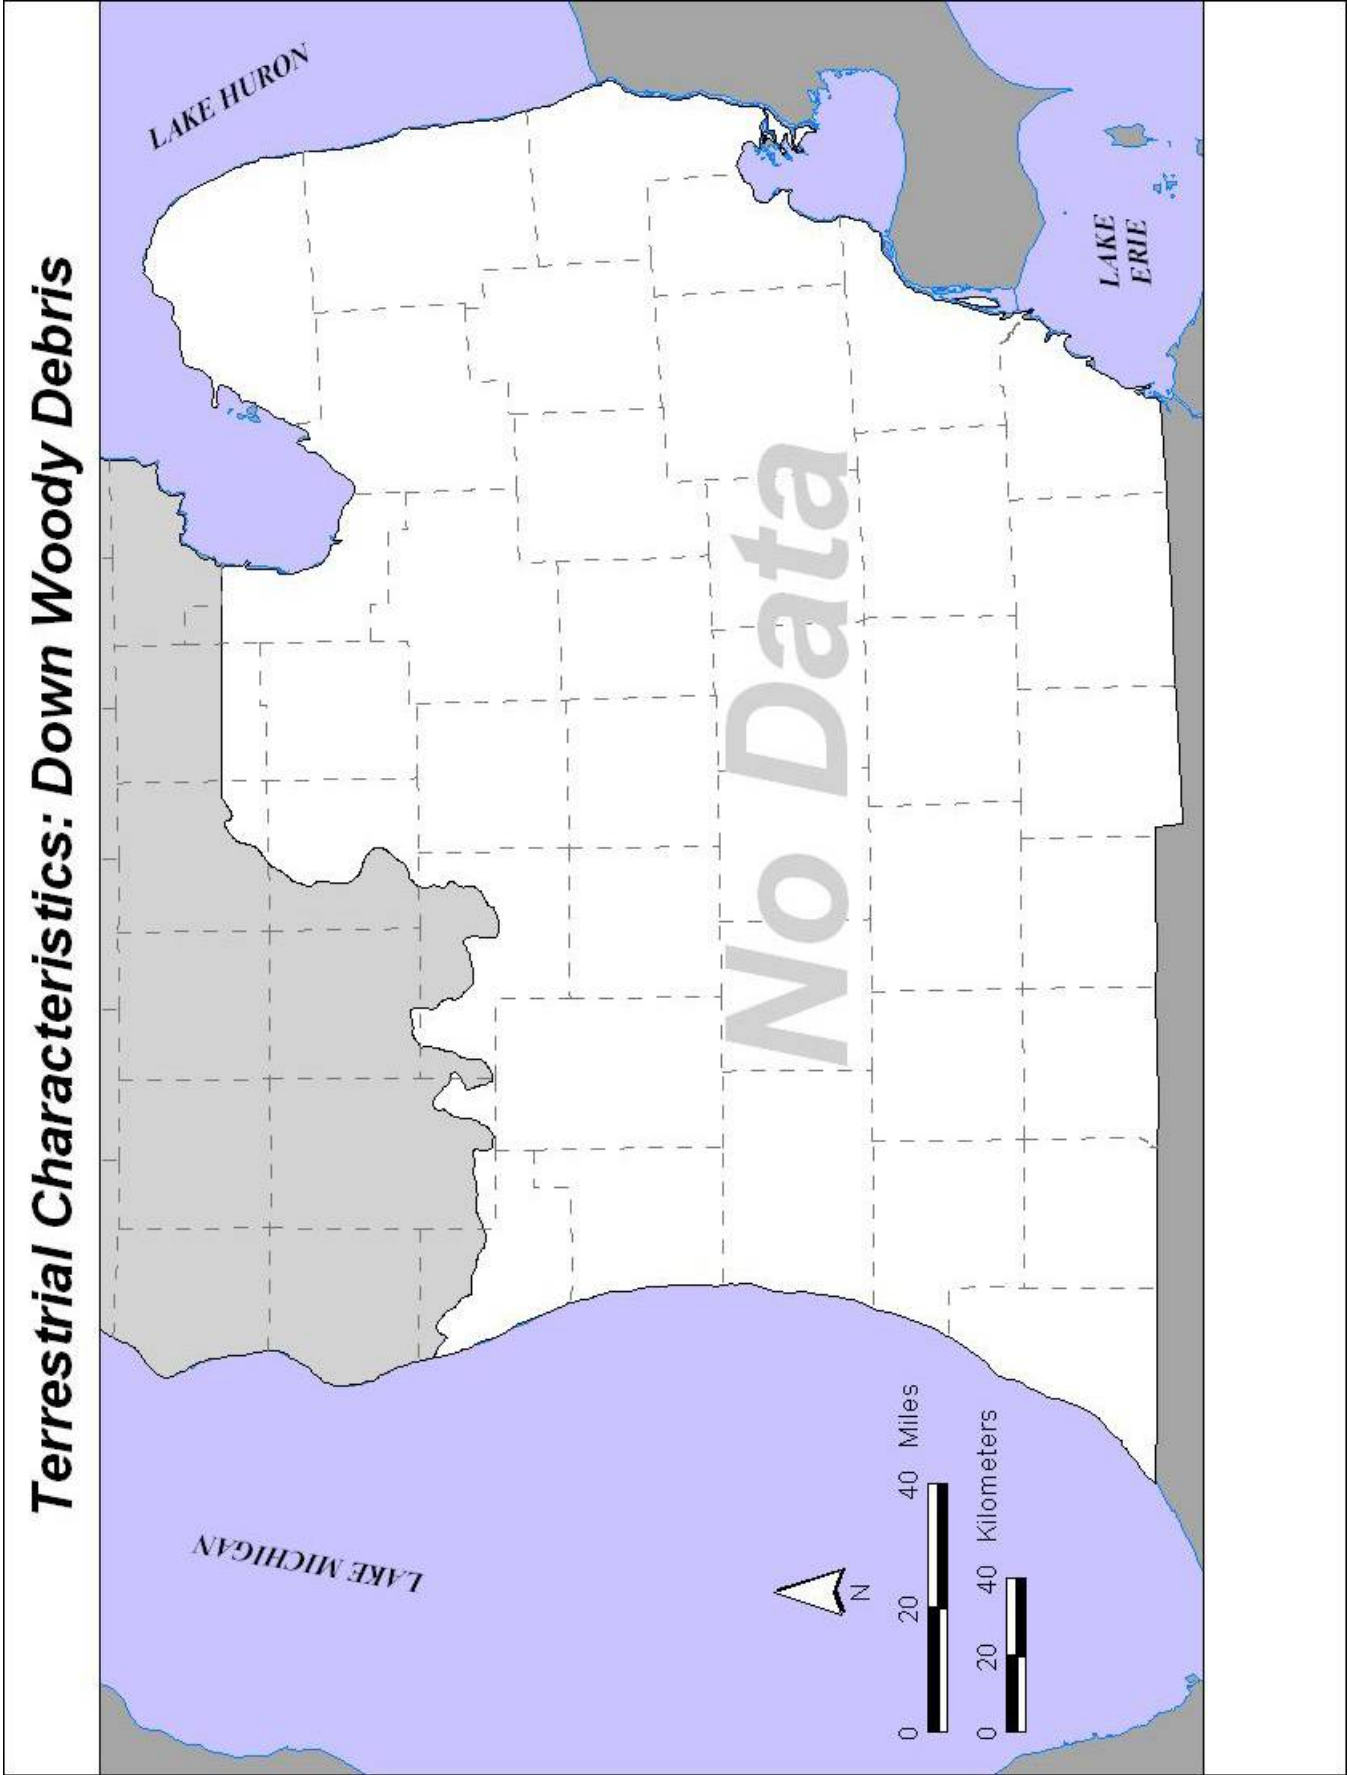 Terrestrial Characteristics: Down Woody Debris
LAKE HURON
LAKE MICHIGAN
LAKE
ERIE
No Data
N
0 20 40 Miles
0 20 40 Kilometers